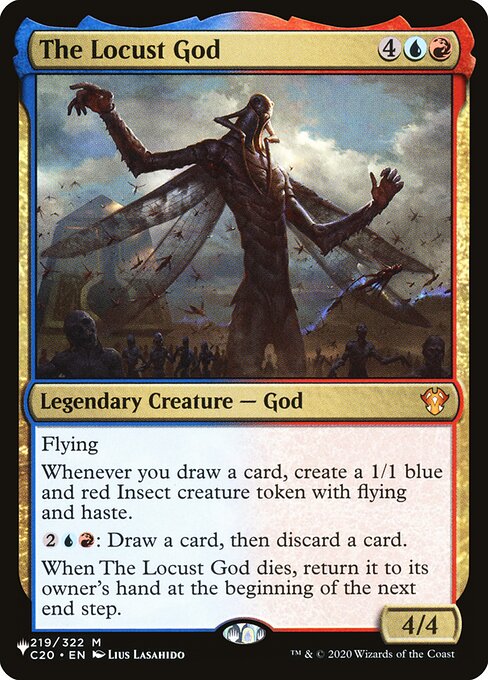 The Locust God 4
Legendary Creature — God
Flying
Whenever you draw a card, create a 1/1 blue
and red Insect creature token with flying
and haste.
2 : Draw a card, then discard a card.
When The Locust God dies, return it to its
owner's hand at the beginning of the next
end step.
4/4
219/322 M
C20 • EN Lius Lasahido
™ & © 2020 Wizards of the Coast